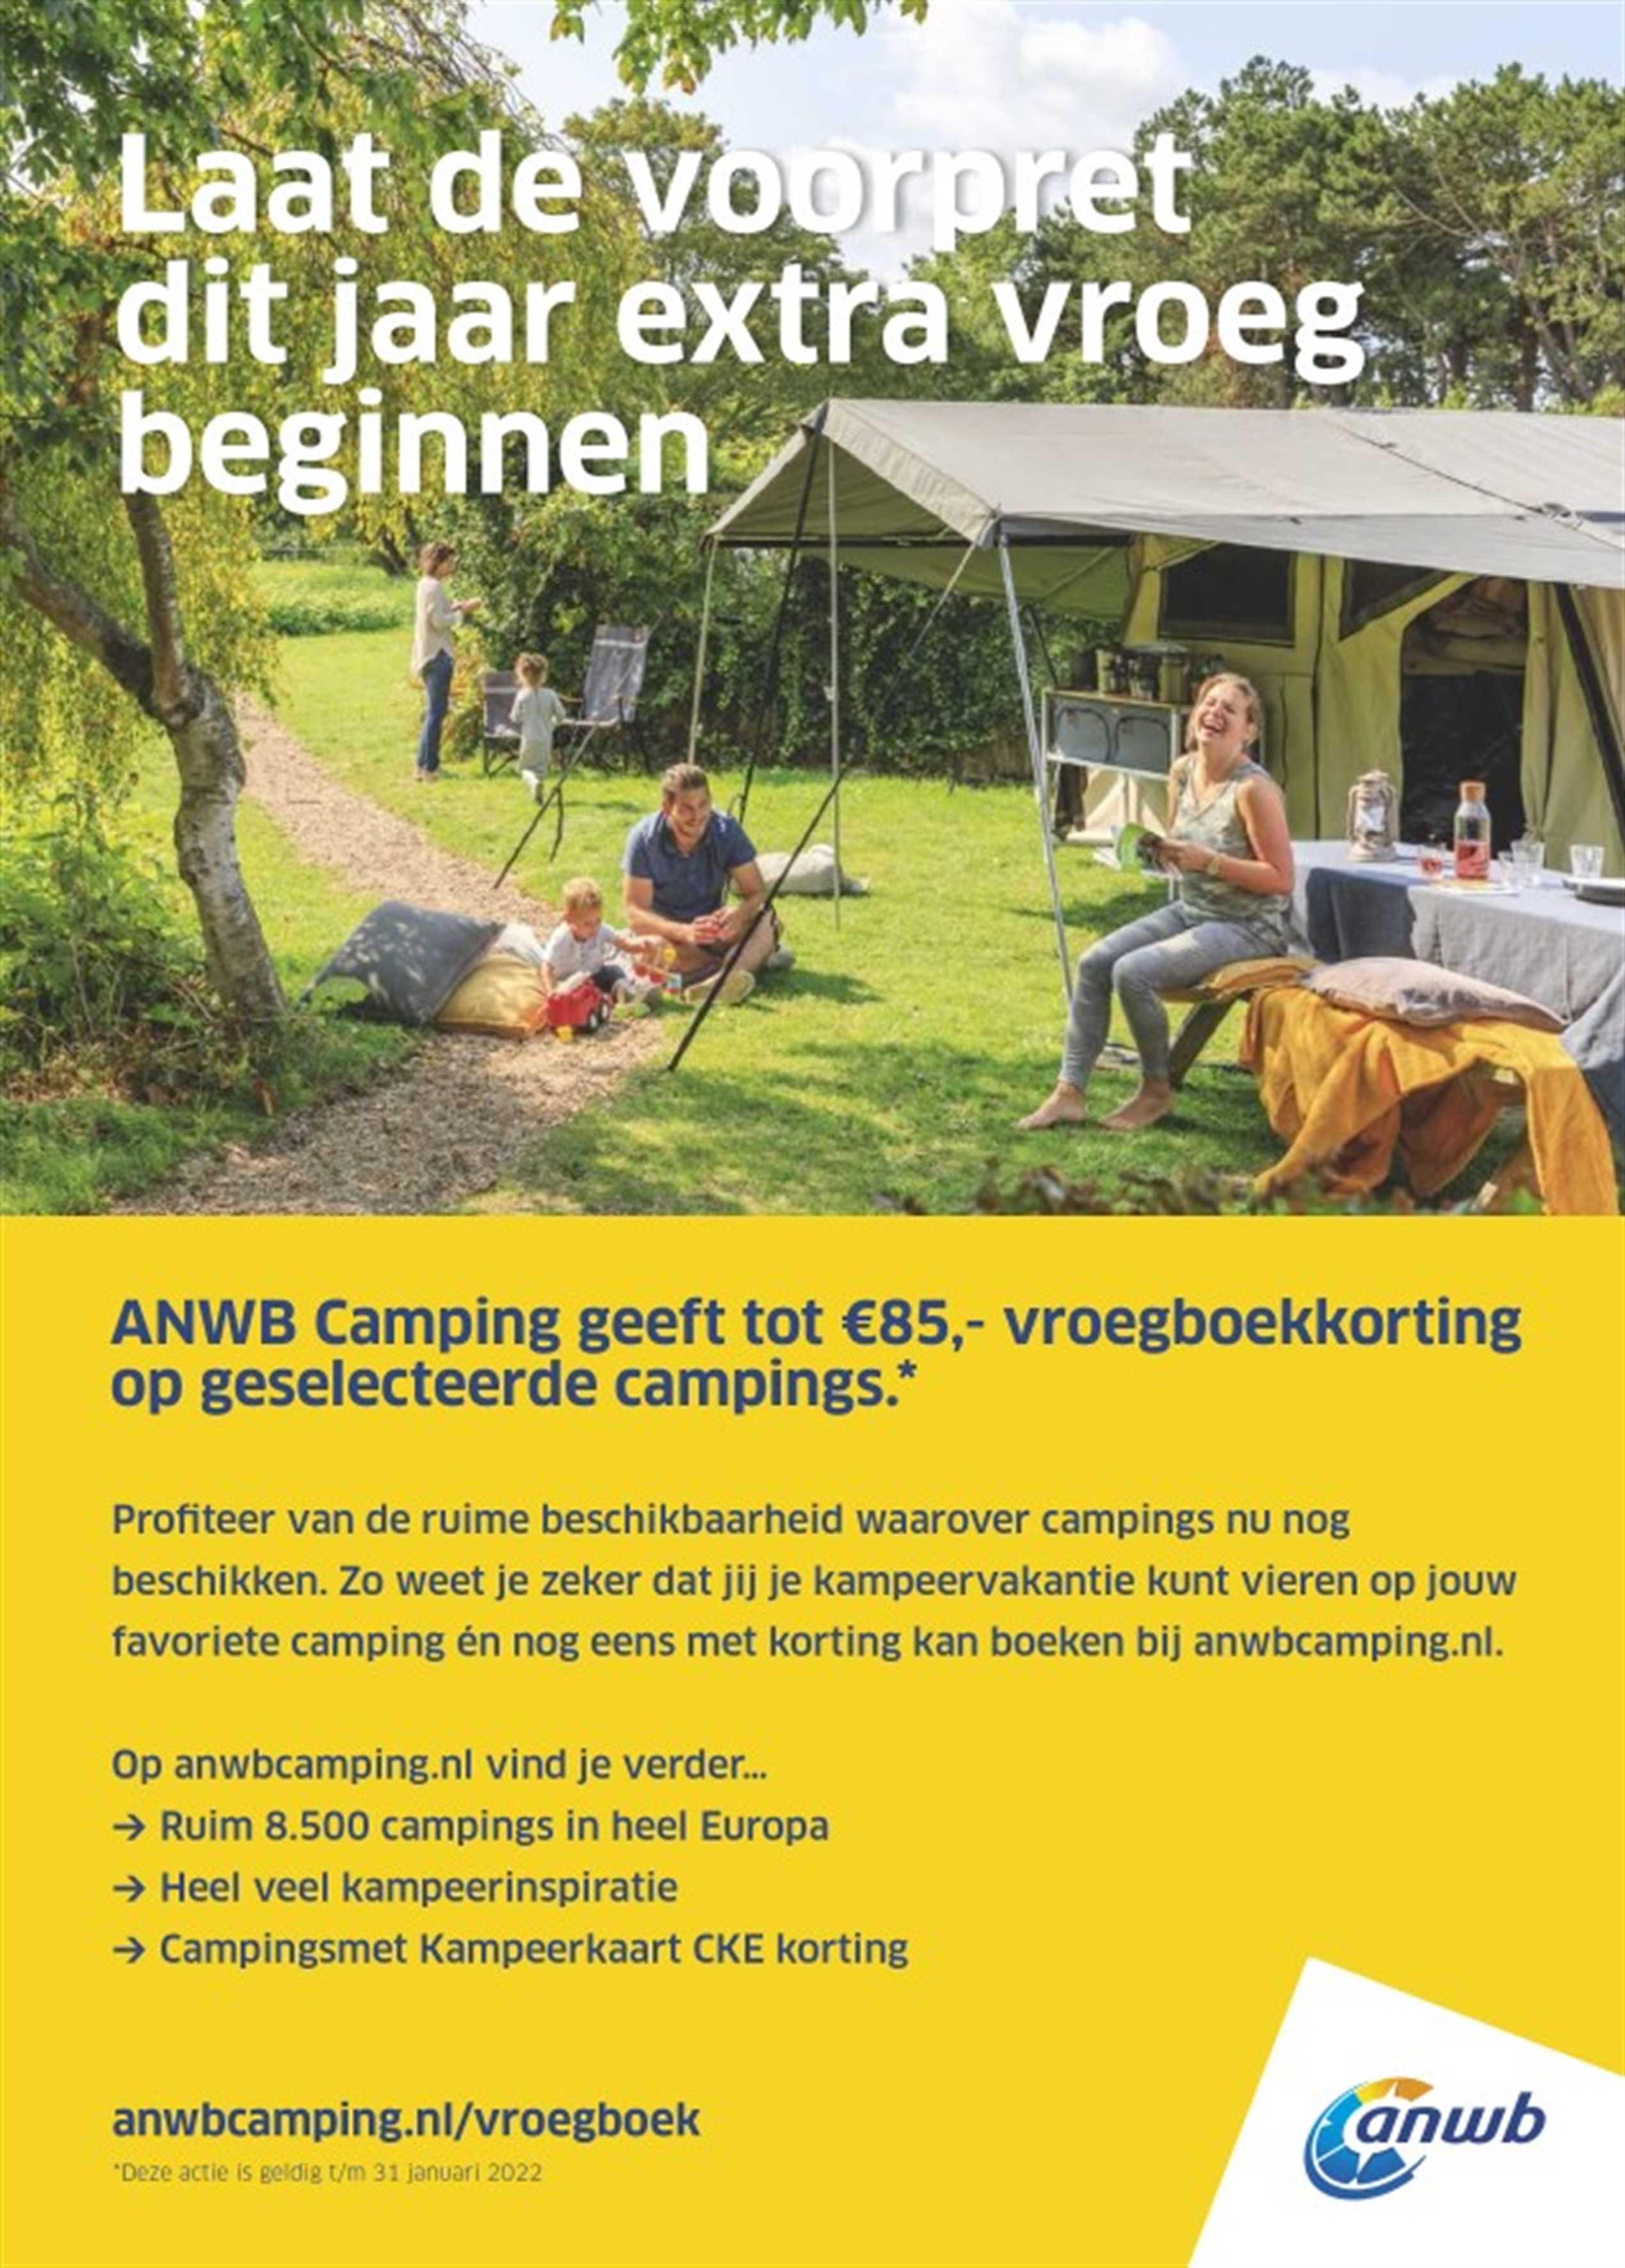 Laat de voorpret
dit jaar extra vroeg
beginnen
ANWB Camping geeft tot €85,- vroegboekkorting
op geselecteerde campings.*
Profiteer van de ruime beschikbaarheid waarover campings nu nog
beschikken. Zo weet je zeker dat jij je kampeervakantie kunt vieren op jouw
favoriete camping én nog eens met korting kan boeken bij anwbcamping.nl.
Op anwbcamping.nl vind je verder...
→ Ruim 8.500 campings in heel Europa
→ Heel veel kampeerinspiratie
→ Campingsmet Kampeerkaart CKE korting
anwbcamping.nl/vroegboek
*Deze actie is geldig t/m 31 januari 2022
anwb